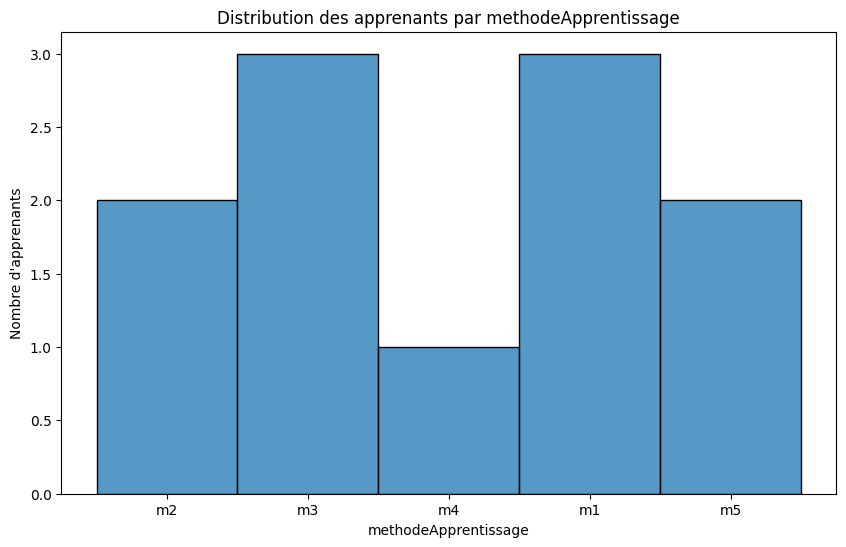 Distribution des apprenants par methodeApprentissage
Nombre d'apprenants
3.0
2.5
2.0
1.5
1.0
0.5
0.0
m2 m3 m4 m1 m5
methodeApprentissage